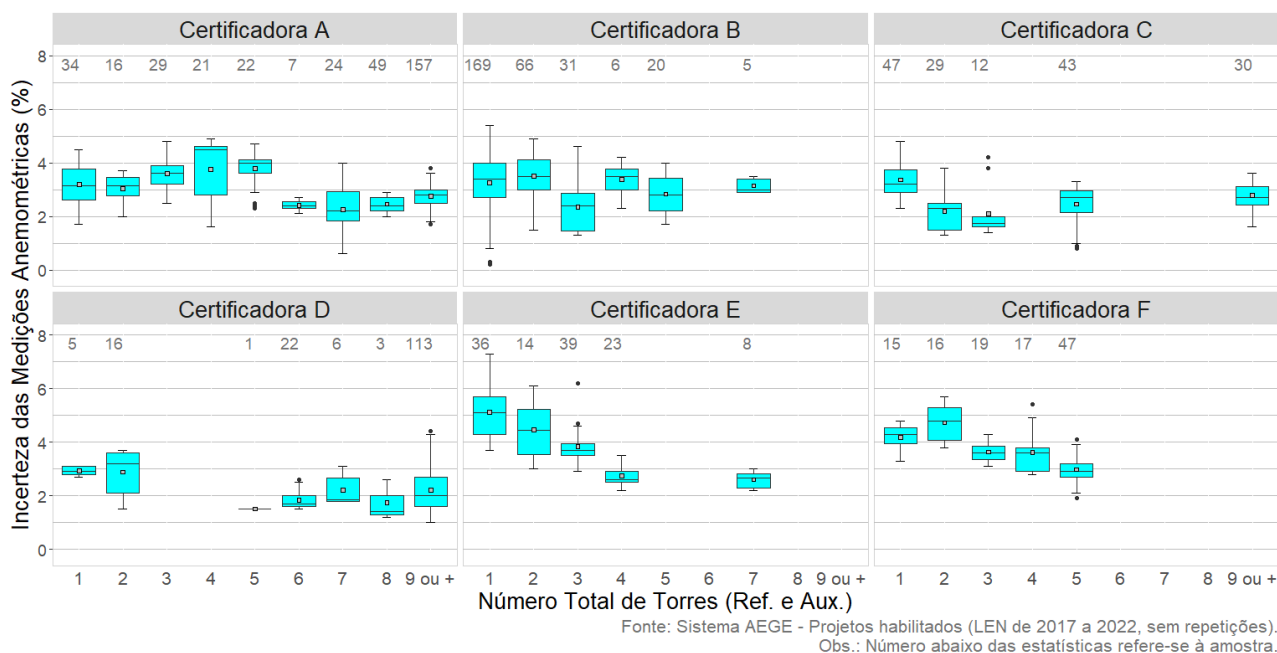 Certificadora A Certificadora B Certificadora C
8 34 16 29 21 22 7 24 49 157 169 66 31 6 20 5 47 29 12 43 30
6
4
2
0
Certificadora D Certificadora E Certificadora F
8 5 16 1 22 6 3 113 36 14 39 23 8 15 16 19 17 47
6
4
2
0
Incerteza das Medições Anemométricas (%)
1 2 3 4 5 6 7 8 9 ou + 1 2 3 4 5 6 7 8 9 ou + 1 2 3 4 5 6 7 8 9 ou +
Número Total de Torres (Ref. e Aux.)
Fonte: Sistema AEGE - Projetos habilitados (LEN de 2017 a 2022, sem repetições).
Obs.: Número abaixo das estatísticas refere-se à amostra.